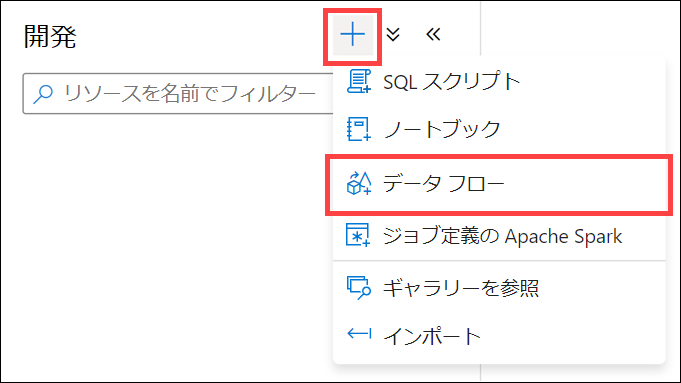 開発
リソースを名前でフィルター
SQL スクリプト
ノートブック
データ フロー
ジョブ定義の Apache Spark
ギャラリーを参照
インポート